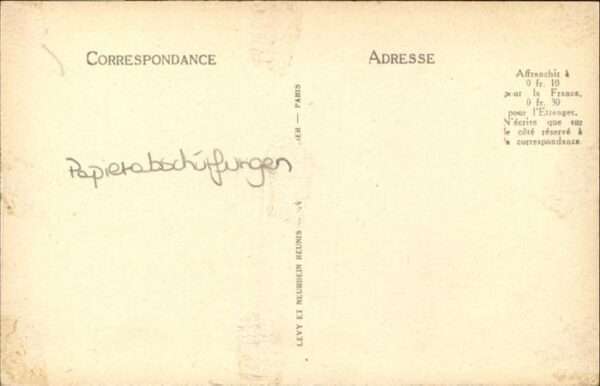 CORRESPONDANCE
Papierabschürfungen
LEVY ET NEURDEIN REUNIS — PARIS
ADRESSE
Affranchir à
0 fr. 10
pour la France,
0 fr. 30
pour l'Etranger.
N'écrire que sur
le côté réservé à
la correspondance